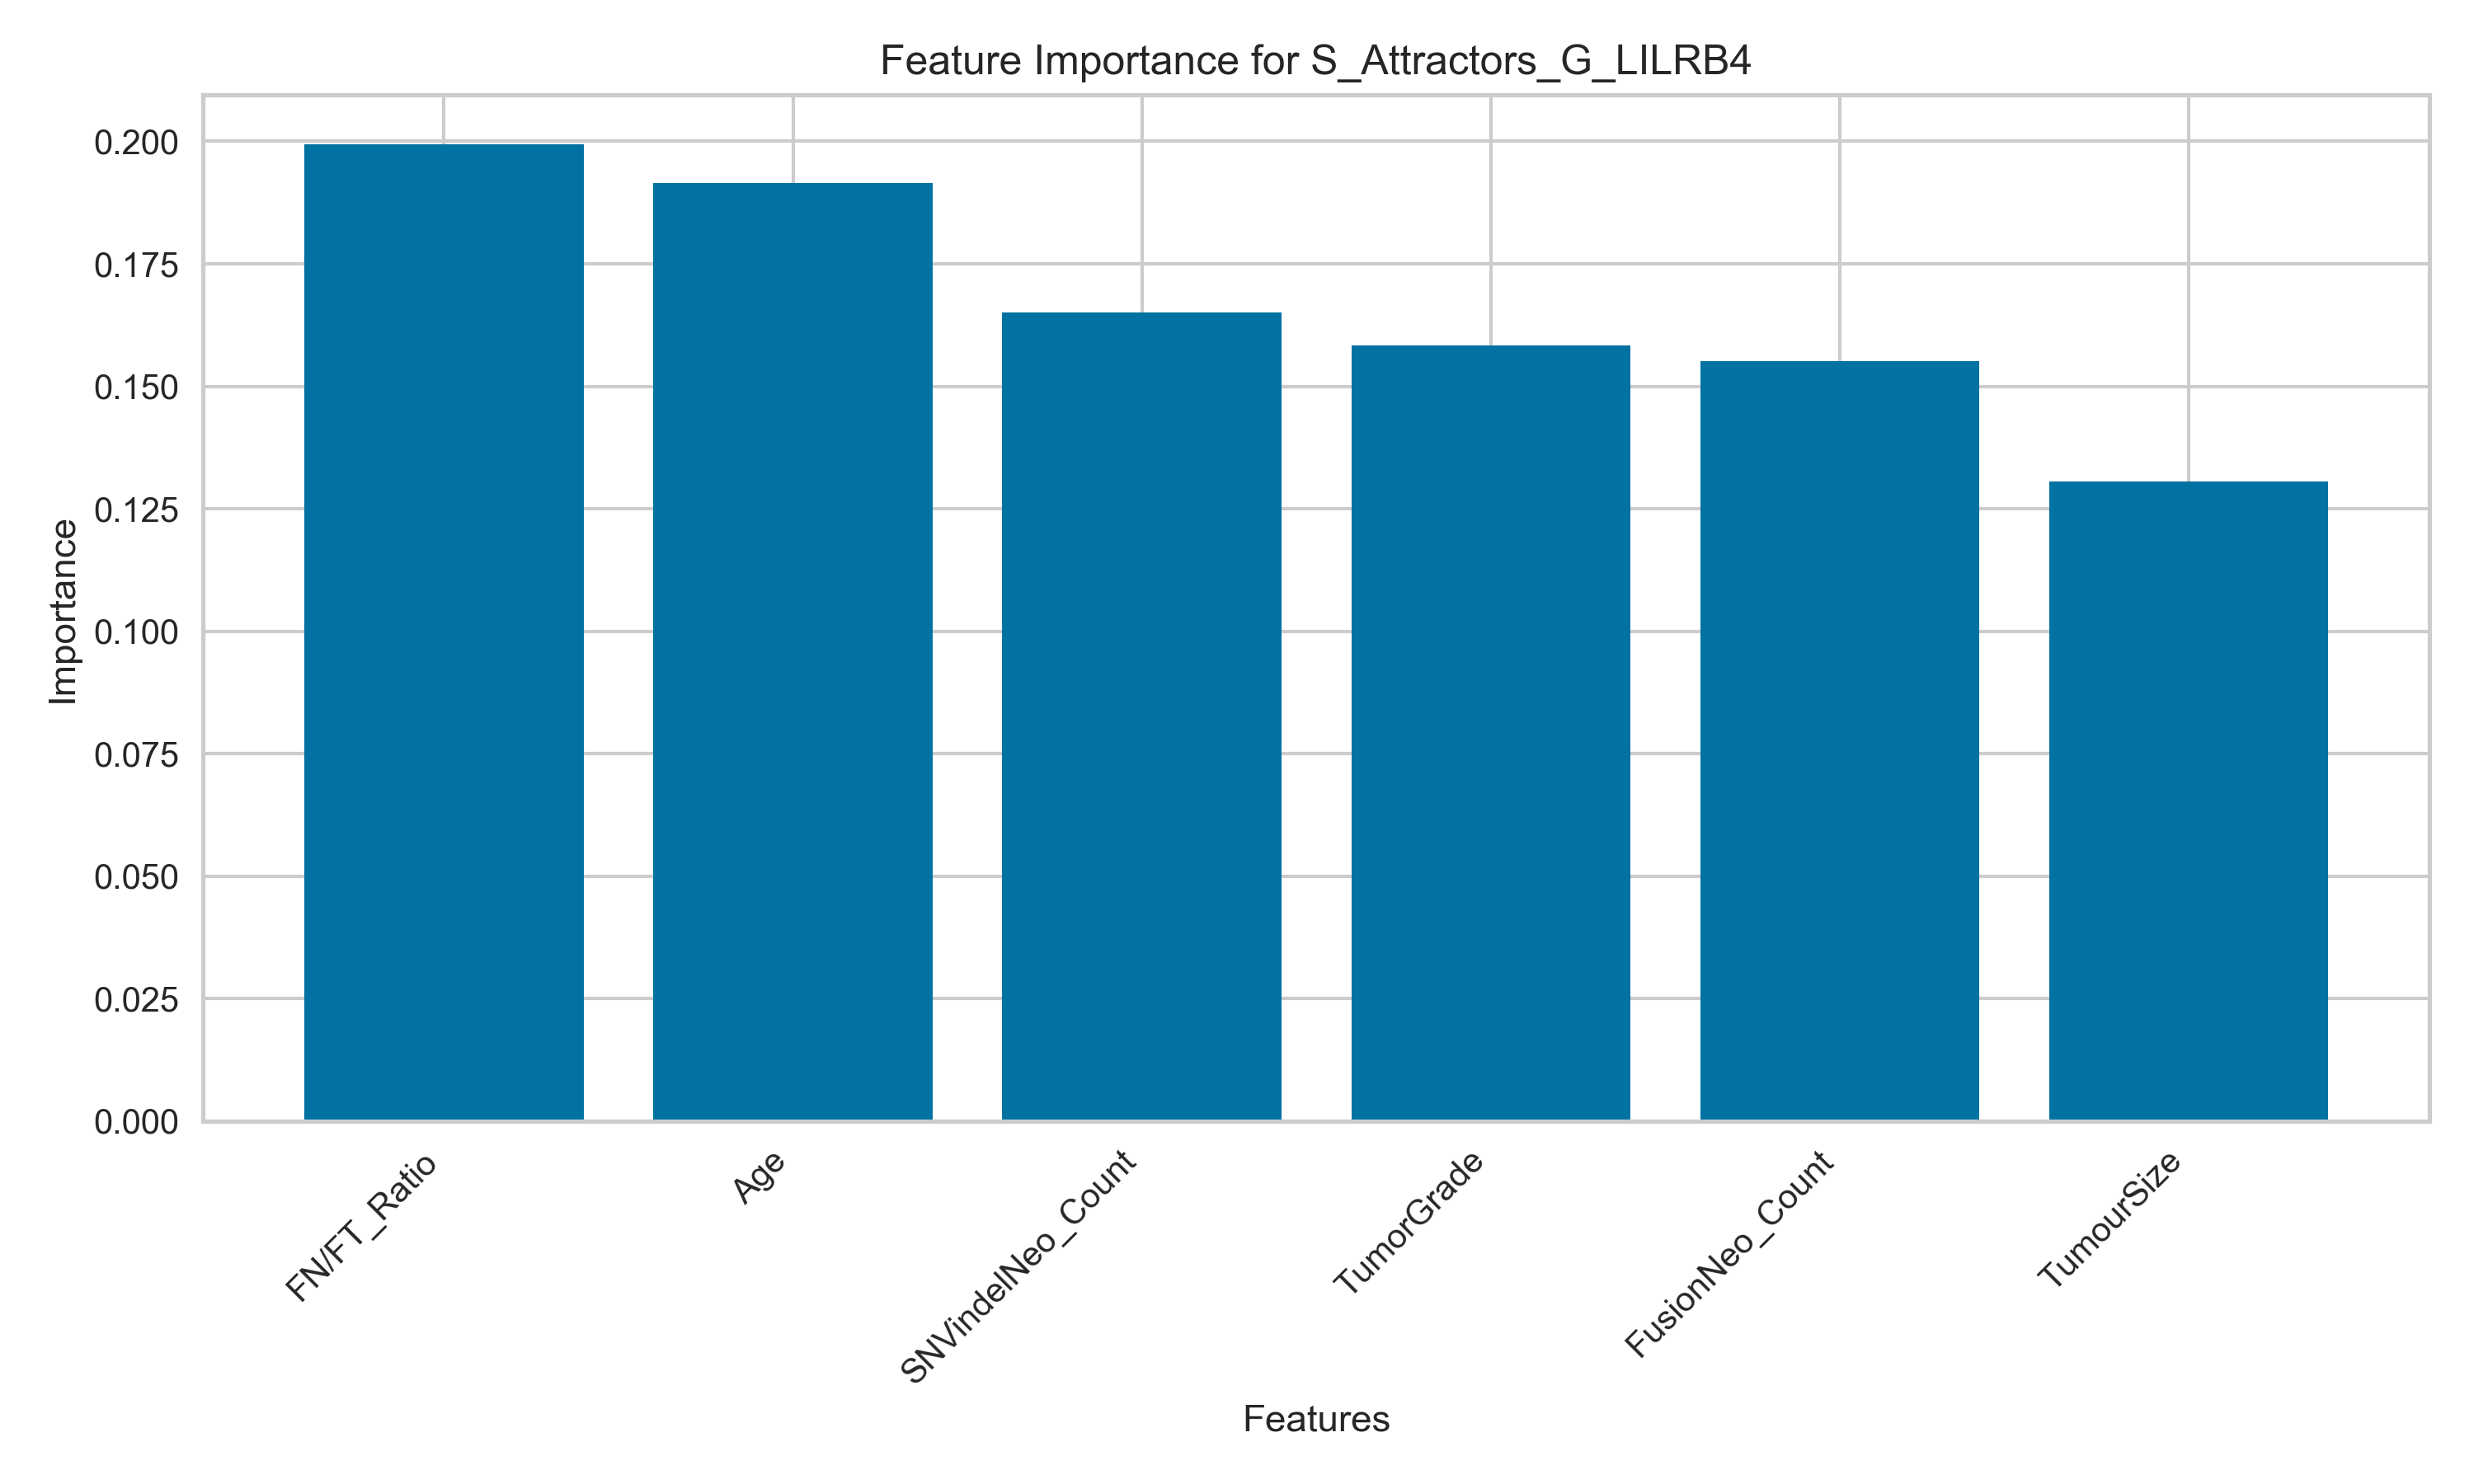 Feature Importance for S_Attractors_G_LILRB4
0.200
0.175
0.150
0.125
0.100
0.075
0.050
0.025
0.000
Importance
FN/FT_Ratio
Age
SNVindelNeo_Count
TumorGrade
FusionNeo_Count
TumourSize
Features